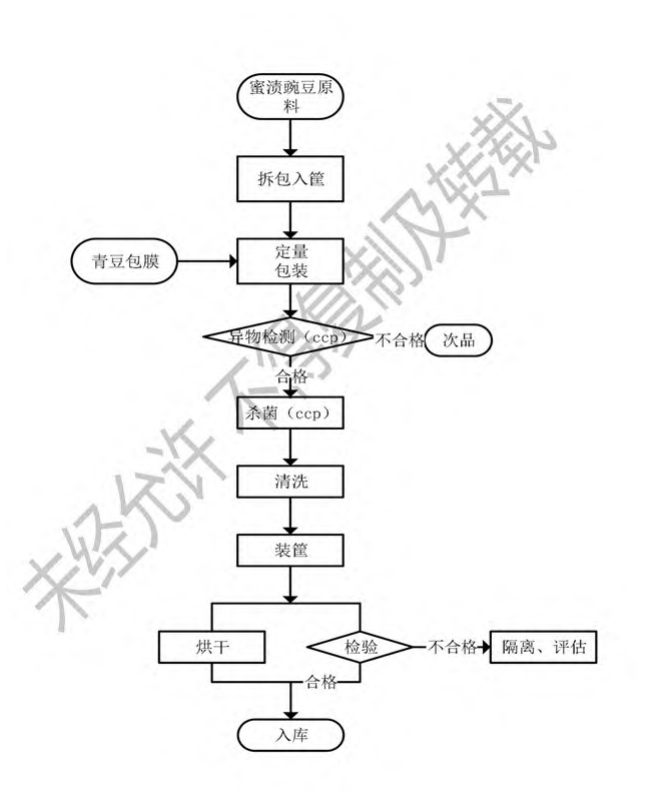 蜜渍豌豆原
料
拆包入筐
青豆包膜
定量
包装
异物检测（ccp）
不合格
次品
合格
杀菌（ccp）
清洗
装筐
烘干
检验
不合格
隔离、评估
合格
入库
未经允许 不得复制及转载